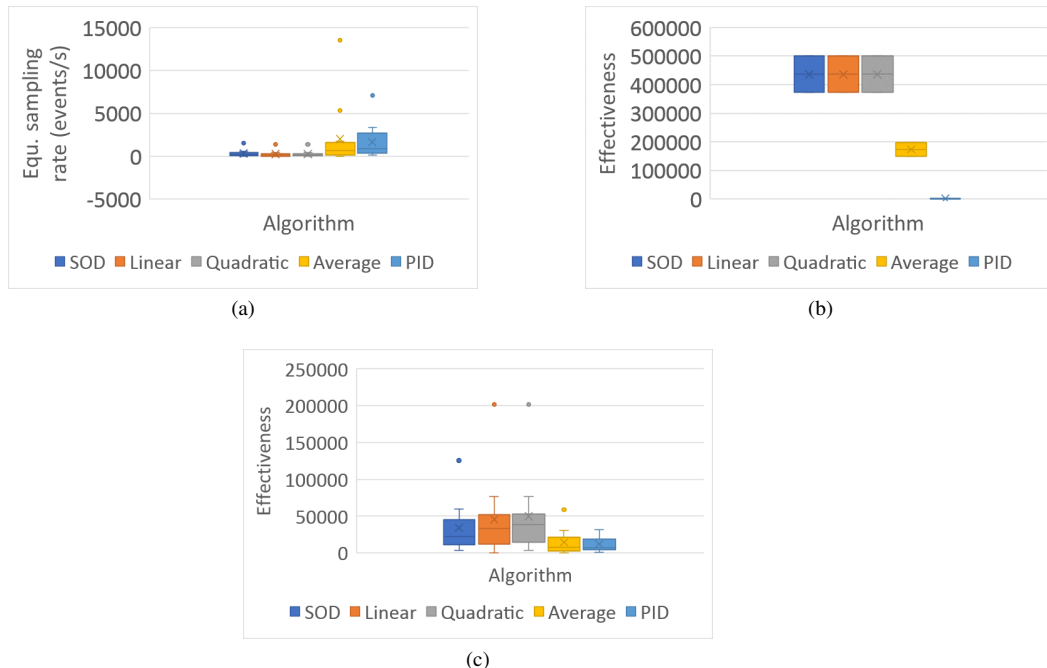 15000
10000
5000
0
-5000
Equ. sampling
rate (events/s)
Algorithm
SOD Linear Quadratic Average PID
(a)
600000
500000
400000
300000
200000
100000
0
Effectiveness
Algorithm
SOD Linear Quadratic Average PID
(b)
250000
200000
150000
100000
50000
0
Effectiveness
Algorithm
SOD Linear Quadratic Average PID
(c)